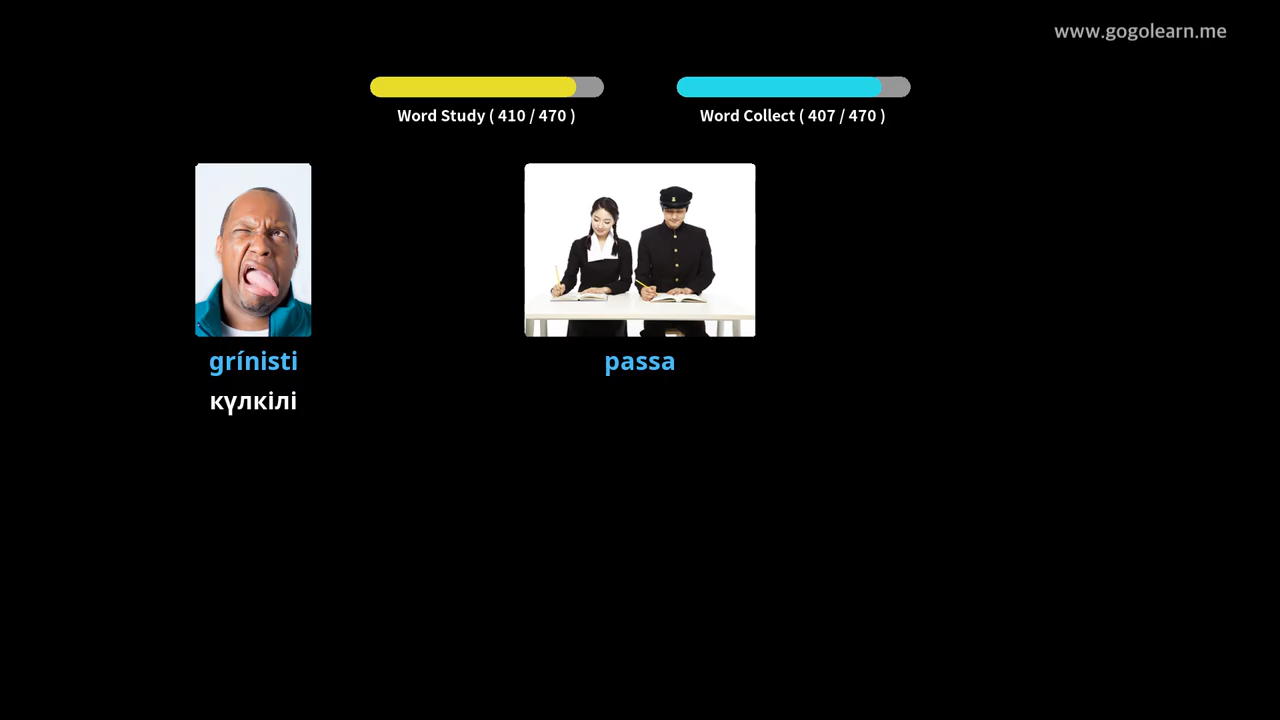 www.gogolearn.me
Word Study ( 410 / 470 )
Word Collect ( 407 / 470 )
grínisti
passa
күлкілі